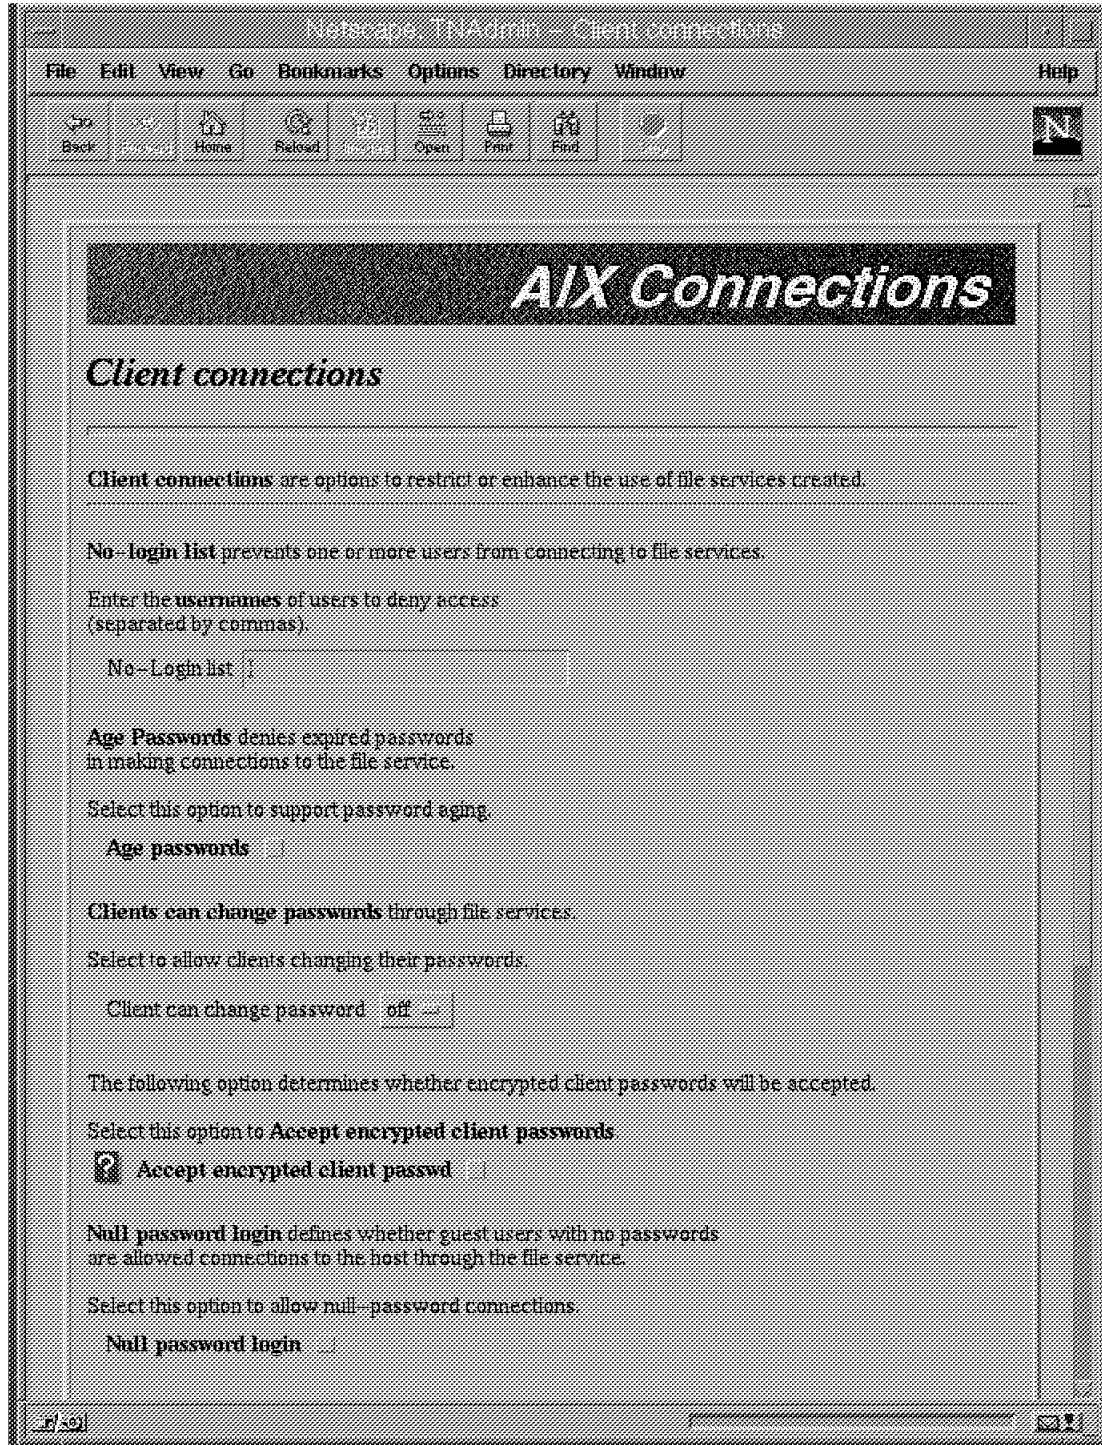 Netscape: TNAdmin - Client connections
File Edit View Go Bookmarks Options Directory Window Help
Back Forward Home Reload Images Open Print Find Stop
N
AIX Connections
Client connections
Client connections are options to restrict or enhance the use of file services created.
No-login list prevents one or more users from connecting to file services.
Enter the usernames of users to deny access
(separated by commas).
No-Login list
Age Passwords denies expired passwords
in making connections to the file service.
Select this option to support password aging.
Age passwords
Clients can change passwords through file services.
Select to allow clients changing their passwords.
Client can change password off
The following option determines whether encrypted client passwords will be accepted.
Select this option to Accept encrypted client passwords
? Accept encrypted client passwd
Null password login defines whether guest users with no passwords
are allowed connections to the host through the file service.
Select this option to allow null-password connections.
Null password login